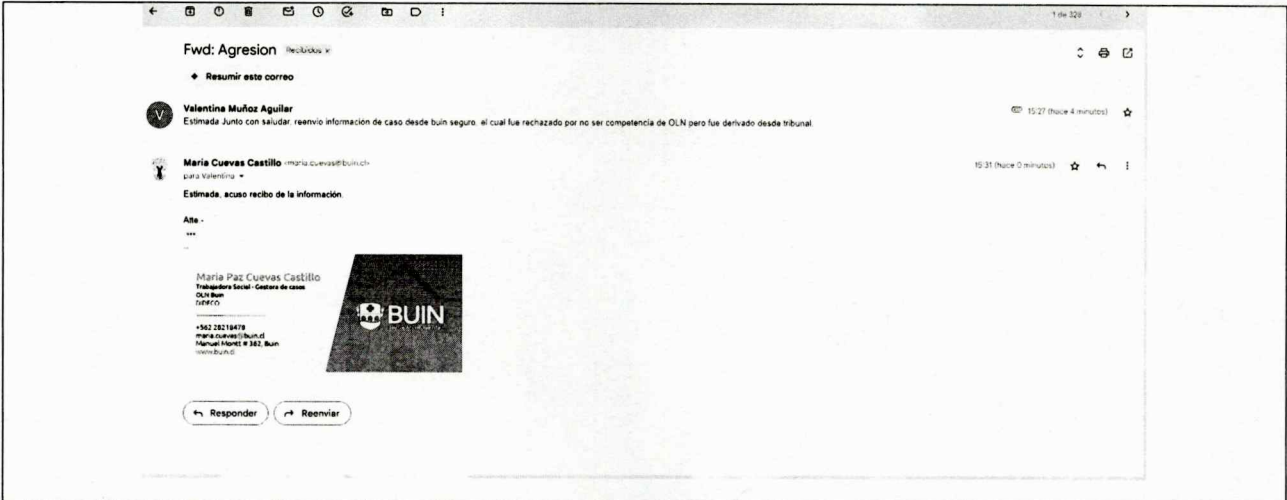 1 de 328
Fwd: Agresion Recibidos x
Resumir este correo
Valentina Muñoz Aguilar
15:27 (hace 4 minutos)
Estimada Junto con saludar, reenvio información de caso desde buin seguro, el cual fue rechazado por no ser competencia de OLN pero fue derivado desde tribunal.
Maria Cuevas Castillo <maria.cuevas@buin.cl>
15:31 (hace 0 minutos)
para Valentina
Estimada, acuso recibo de la información.
Atte.-
...
--
Maria Paz Cuevas Castillo
Trabajadora Social - Gestora de casos
OLN Buin
DIDECO
+562 28218478
maria.cuevas@buin.cl
Manuel Montt # 382, Buin
www.buin.cl
BUIN
Responder
Reenviar